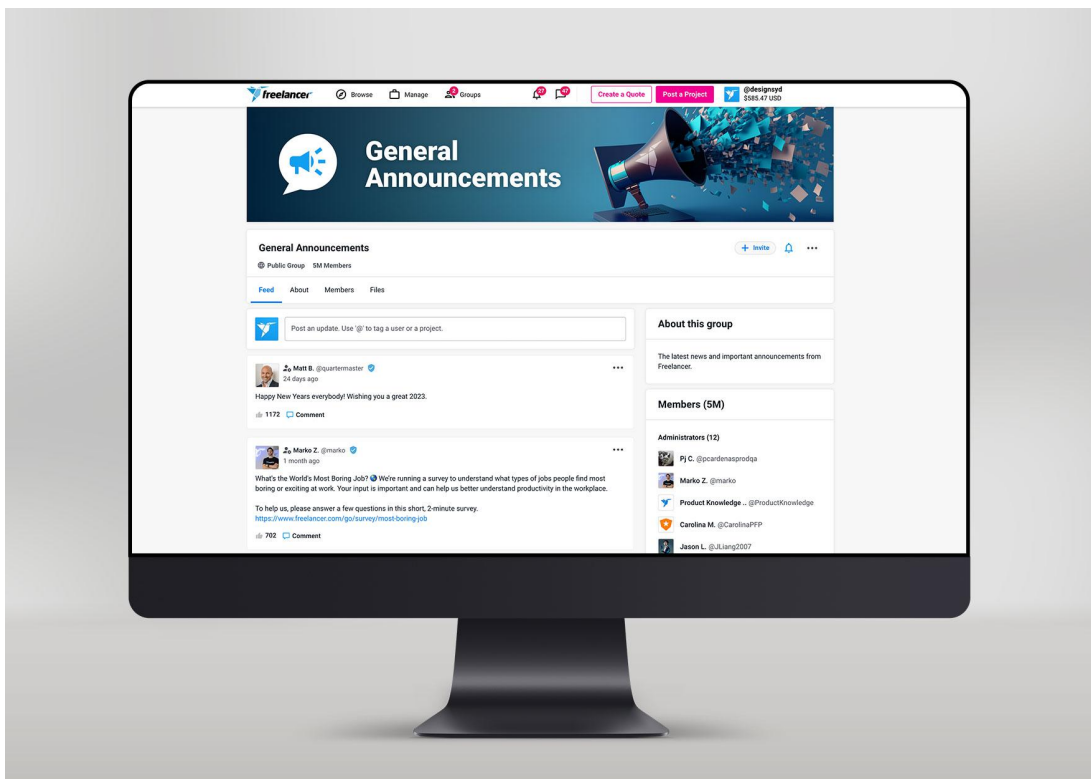 freelancer
Browse
Manage
2
Groups
27
47
Create a Quote
Post a Project
@designsyd
$585.47 USD
General
Announcements
General Announcements
Public Group 5M Members
+ Invite
Feed About Members Files
Post an update. Use '@' to tag a user or a project.
Matt B. @quartermaster
24 days ago
Happy New Years everybody! Wishing you a great 2023.
1172 Comment
Marko Z. @marko
1 month ago
What's the World's Most Boring Job? 🌎 We're running a survey to understand what types of jobs people find most
boring or exciting at work. Your input is important and can help us better understand productivity in the workplace.
To help us, please answer a few questions in this short, 2-minute survey.
https://www.freelancer.com/go/survey/most-boring-job
702 Comment
About this group
The latest news and important announcements from
Freelancer.
Members (5M)
Administrators (12)
Pj C. @pcardenasprodqa
Marko Z. @marko
Product Knowledge .. @ProductKnowledge
Carolina M. @CarolinaPFP
Jason L. @JLiang2007